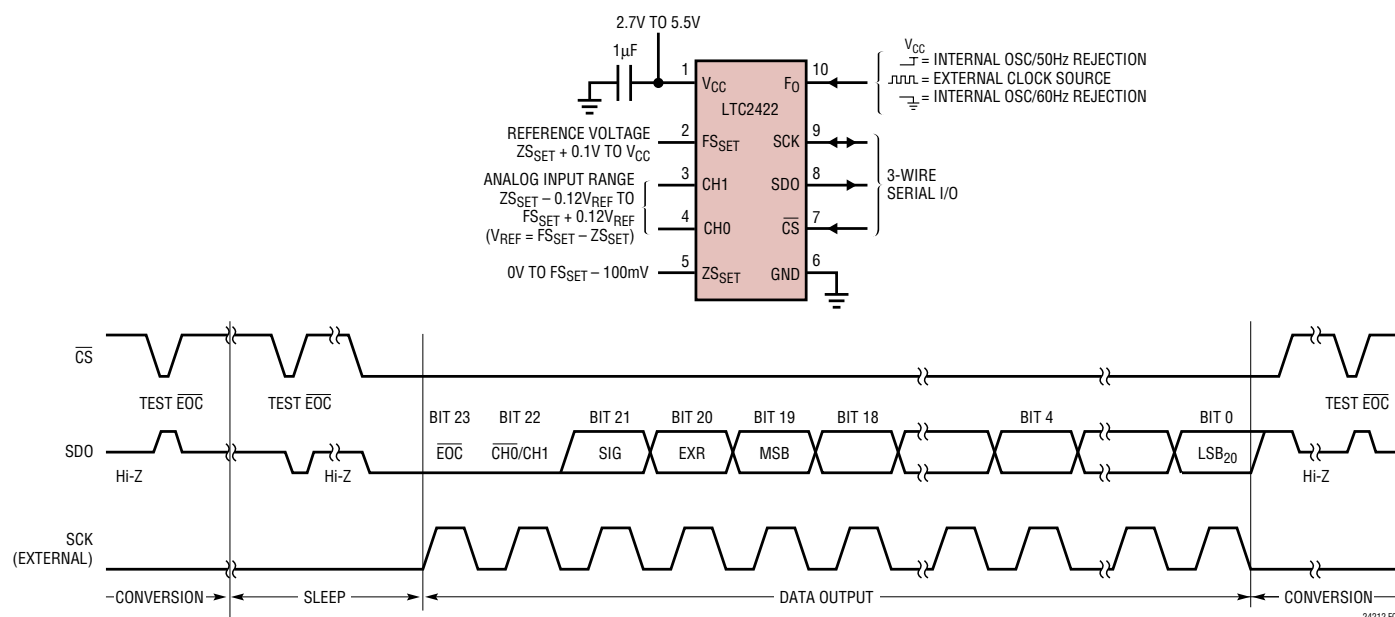 2.7V TO 5.5V
1µF
VCC
= INTERNAL OSC/50Hz REJECTION
= EXTERNAL CLOCK SOURCE
= INTERNAL OSC/60Hz REJECTION
1
VCC
FO
10
LTC2422
REFERENCE VOLTAGE
ZSSET + 0.1V TO VCC
2
FSSET
SCK
9
ANALOG INPUT RANGE
ZSSET – 0.12VREF TO
FSSET + 0.12VREF
(VREF = FSSET – ZSSET)
3
CH1
SDO
8
4
CH0
CS
7
3-WIRE
SERIAL I/O
0V TO FSSET – 100mV
5
ZSSET
GND
6
CS
TEST EOC
TEST EOC
TEST EOC
BIT 23
BIT 22
BIT 21
BIT 20
BIT 19
BIT 18
BIT 4
BIT 0
SDO
EOC
CH0/CH1
SIG
EXR
MSB
LSB20
Hi-Z
Hi-Z
Hi-Z
SCK
(EXTERNAL)
CONVERSION
SLEEP
DATA OUTPUT
CONVERSION